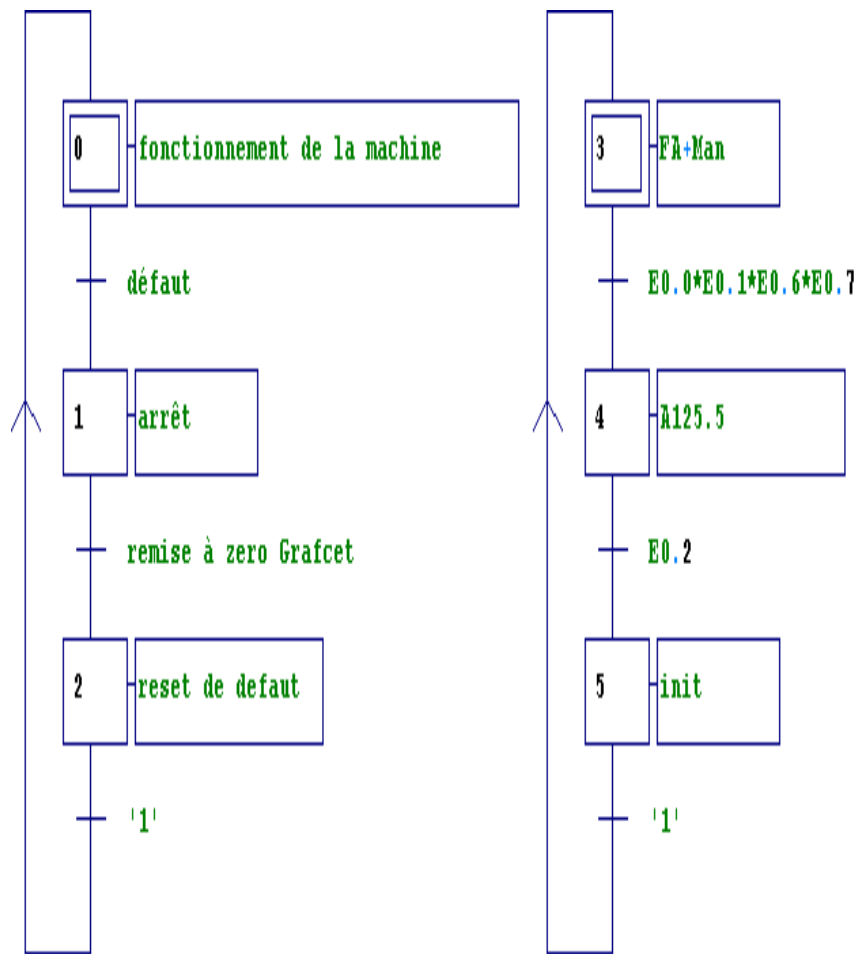 0 fonctionnement de la machine
défaut
1 arrêt
remise à zero Grafcet
2 reset de defaut
'1'
3 FA+Man
E0.0*E0.1*E0.6*E0.7
4 A125.5
E0.2
5 init
'1'